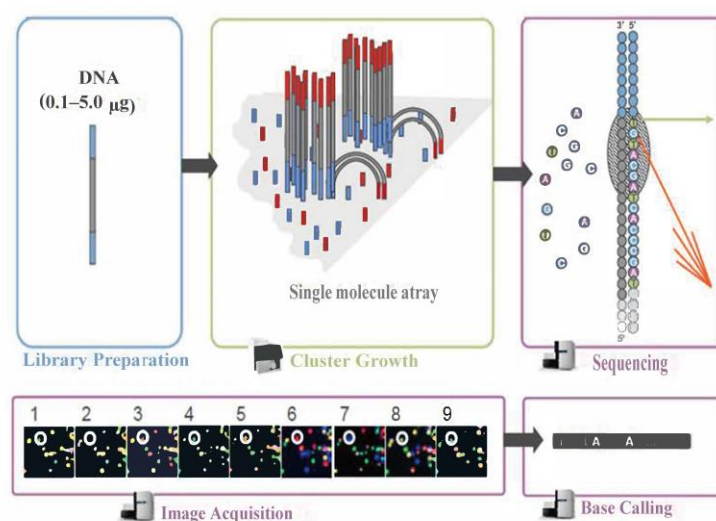 DNA
(0.1–5.0 μg)
Library Preparation
Single molecule atray
Cluster Growth
3' 5'
A
C
G
U
G
C
A
G
A
U
C
G
T
G
T
A
C
G
A
T
C
A
C
G
G
A
T
5'
Sequencing
1 2 3 4 5 6 7 8 9
Image Acquisition
A A
Base Calling